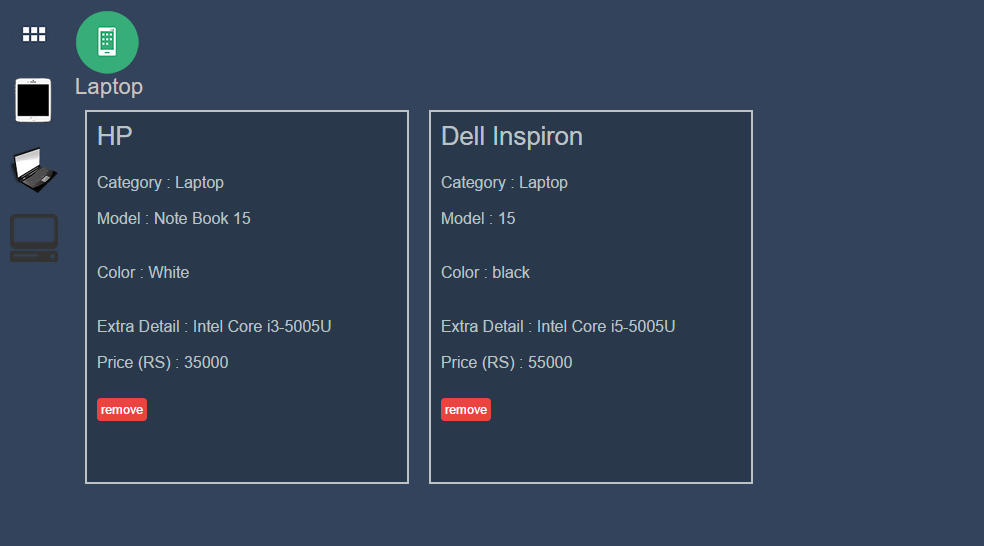 Laptop
HP
Category : Laptop
Model : Note Book 15
Color : White
Extra Detail : Intel Core i3-5005U
Price (RS) : 35000
remove
Dell Inspiron
Category : Laptop
Model : 15
Color : black
Extra Detail : Intel Core i5-5005U
Price (RS) : 55000
remove